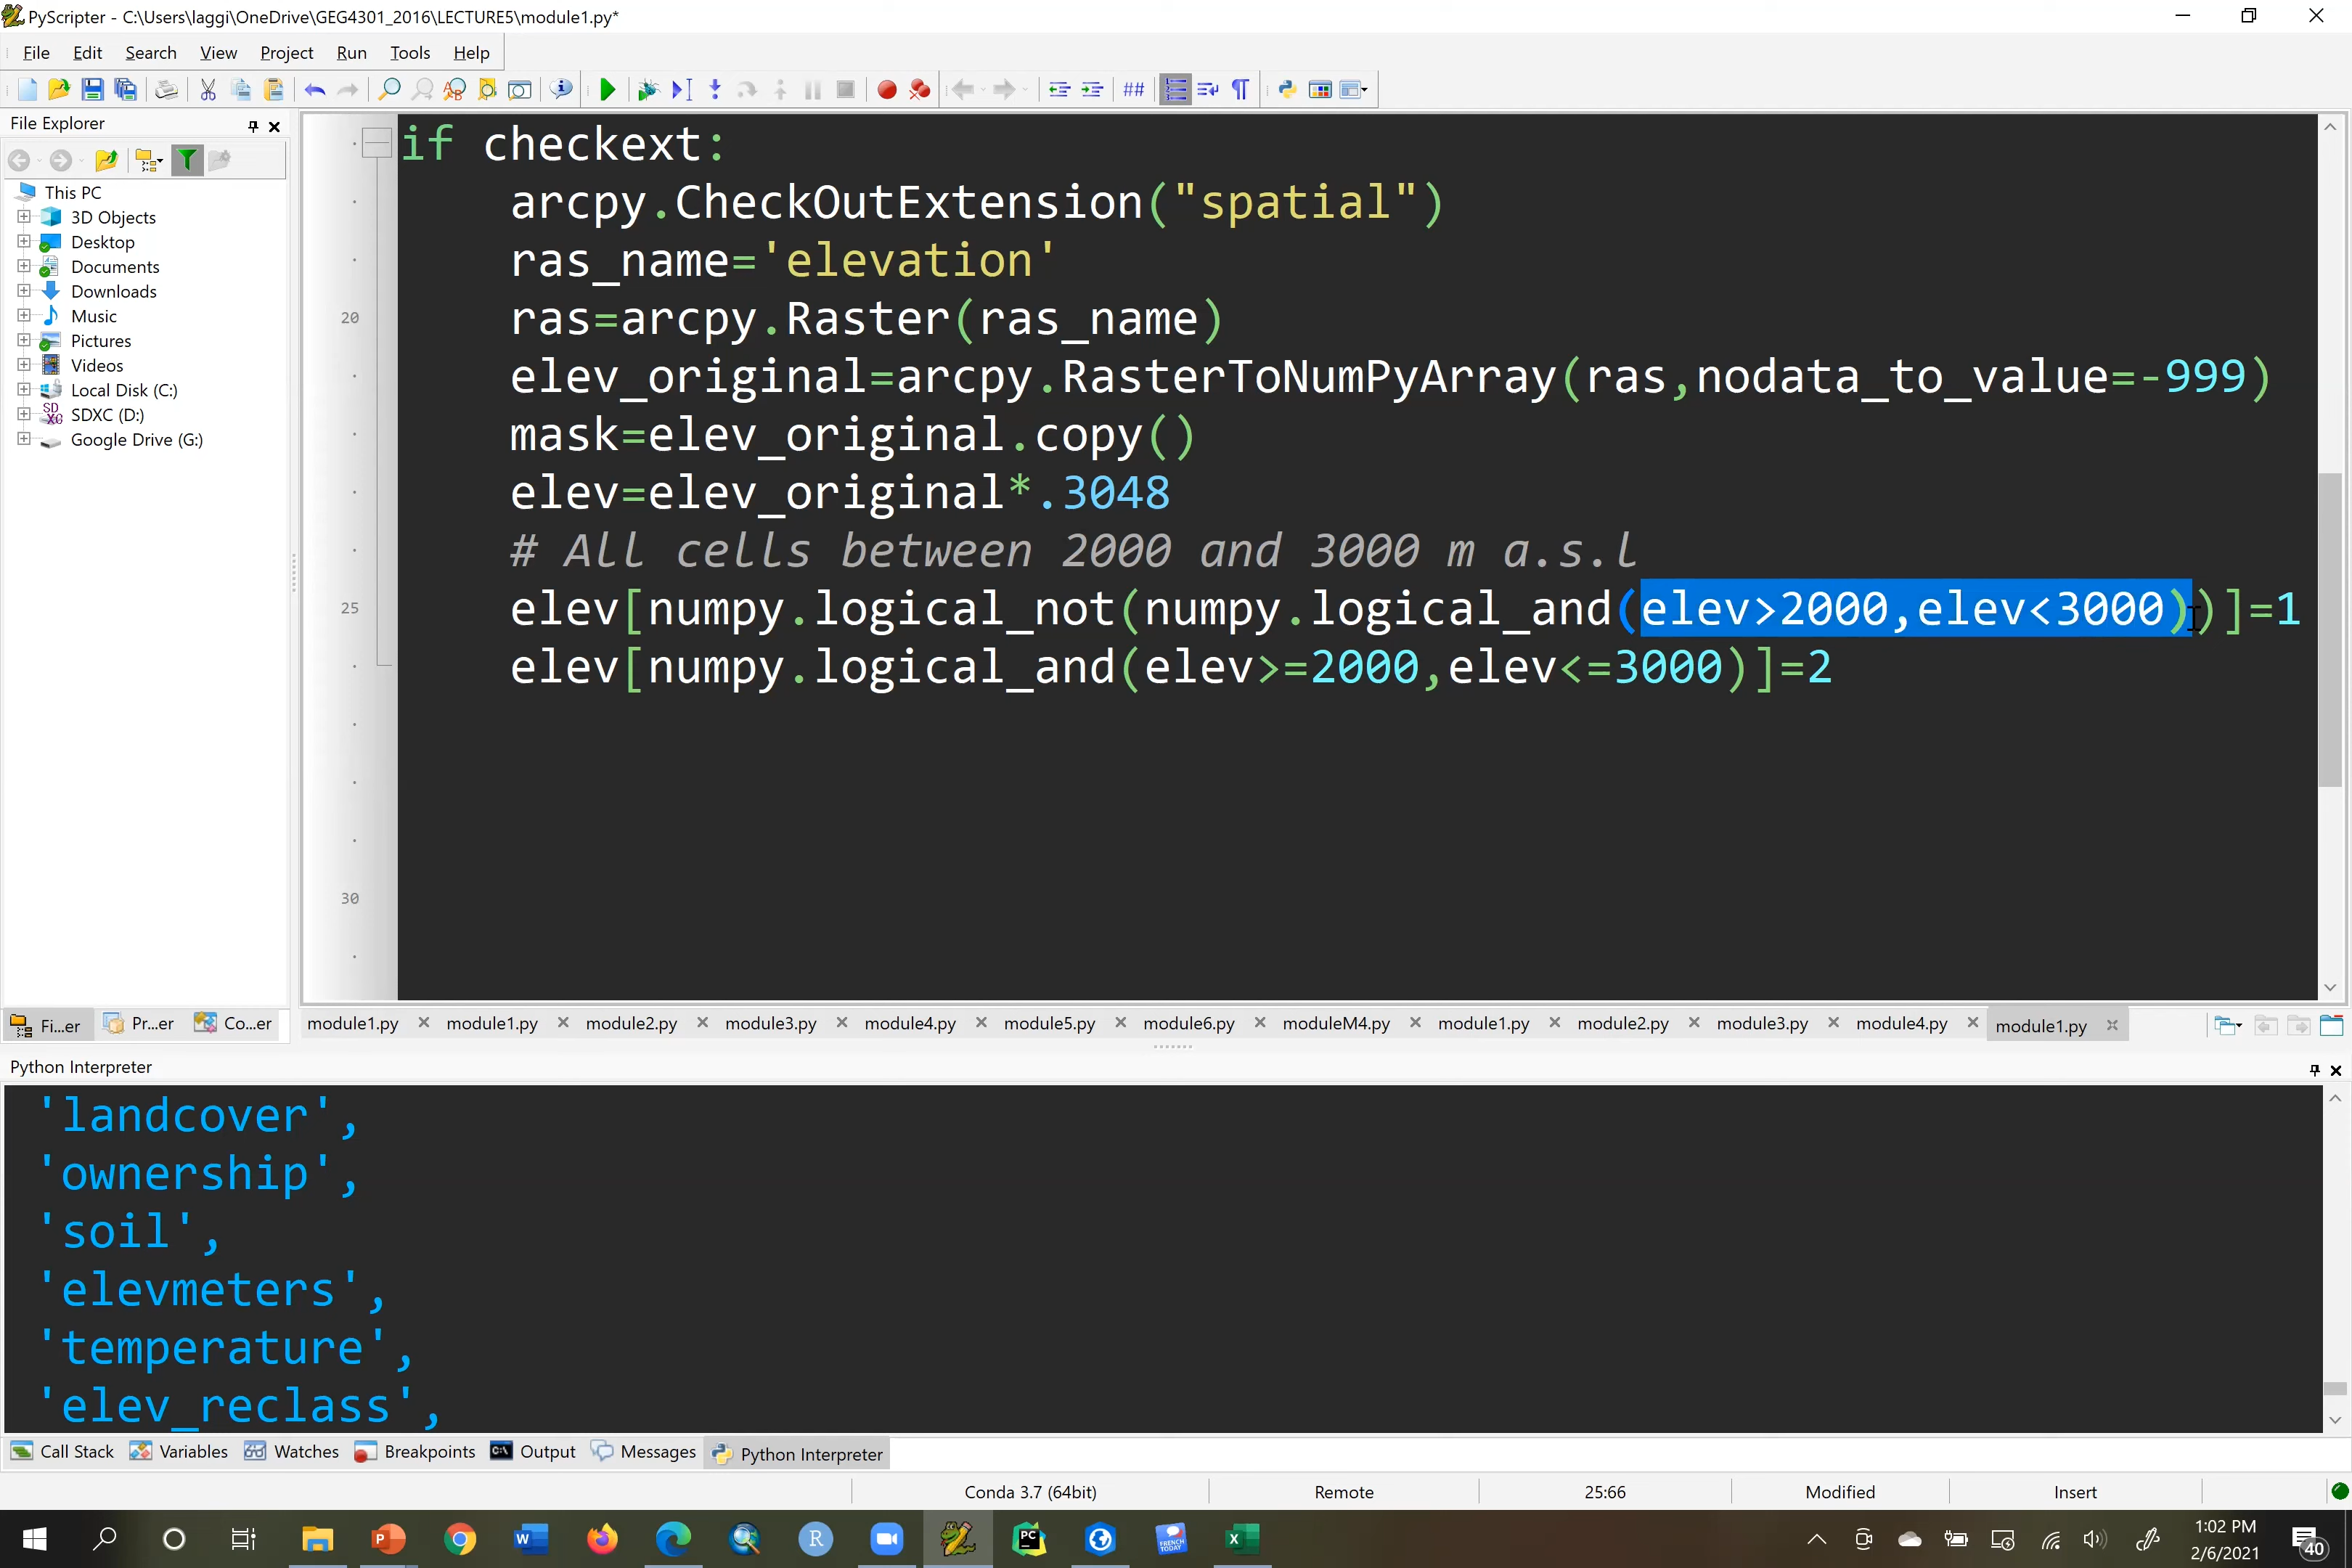 PyScripter - C:\Users\laggi\OneDrive\GEG4301_2016\LECTURE5\module1.py*
File Edit Search View Project Run Tools Help
File Explorer
This PC
3D Objects
Desktop
Documents
Downloads
Music
Pictures
Videos
Local Disk (C:)
SDXC (D:)
Google Drive (G:)
Fi...er Pr...er Co...er
if checkext:
arcpy.CheckOutExtension("spatial")
ras_name='elevation'
20 ras=arcpy.Raster(ras_name)
elev_original=arcpy.RasterToNumPyArray(ras,nodata_to_value=-999)
mask=elev_original.copy()
elev=elev_original*.3048
# All cells between 2000 and 3000 m a.s.l
25 elev[numpy.logical_not(numpy.logical_and(elev>2000,elev<3000))]=1
elev[numpy.logical_and(elev>=2000,elev<=3000)]=2
30
module1.py module1.py module2.py module3.py module4.py module5.py module6.py moduleM4.py module1.py module2.py module3.py module4.py module1.py
Python Interpreter
'landcover',
'ownership',
'soil',
'elevmeters',
'temperature',
'elev_reclass',
Call Stack Variables Watches Breakpoints Output Messages Python Interpreter
Conda 3.7 (64bit) Remote 25:66 Modified Insert
1:02 PM
2/6/2021
40